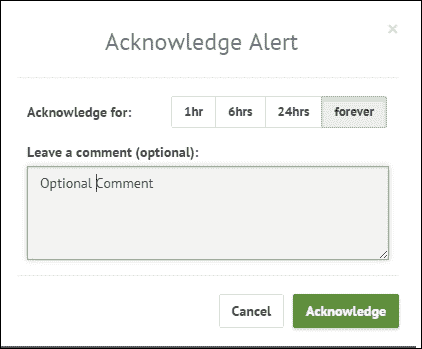 Acknowledge Alert ×
Acknowledge for: 1hr 6hrs 24hrs forever
Leave a comment (optional):
Optional Comment
Cancel Acknowledge